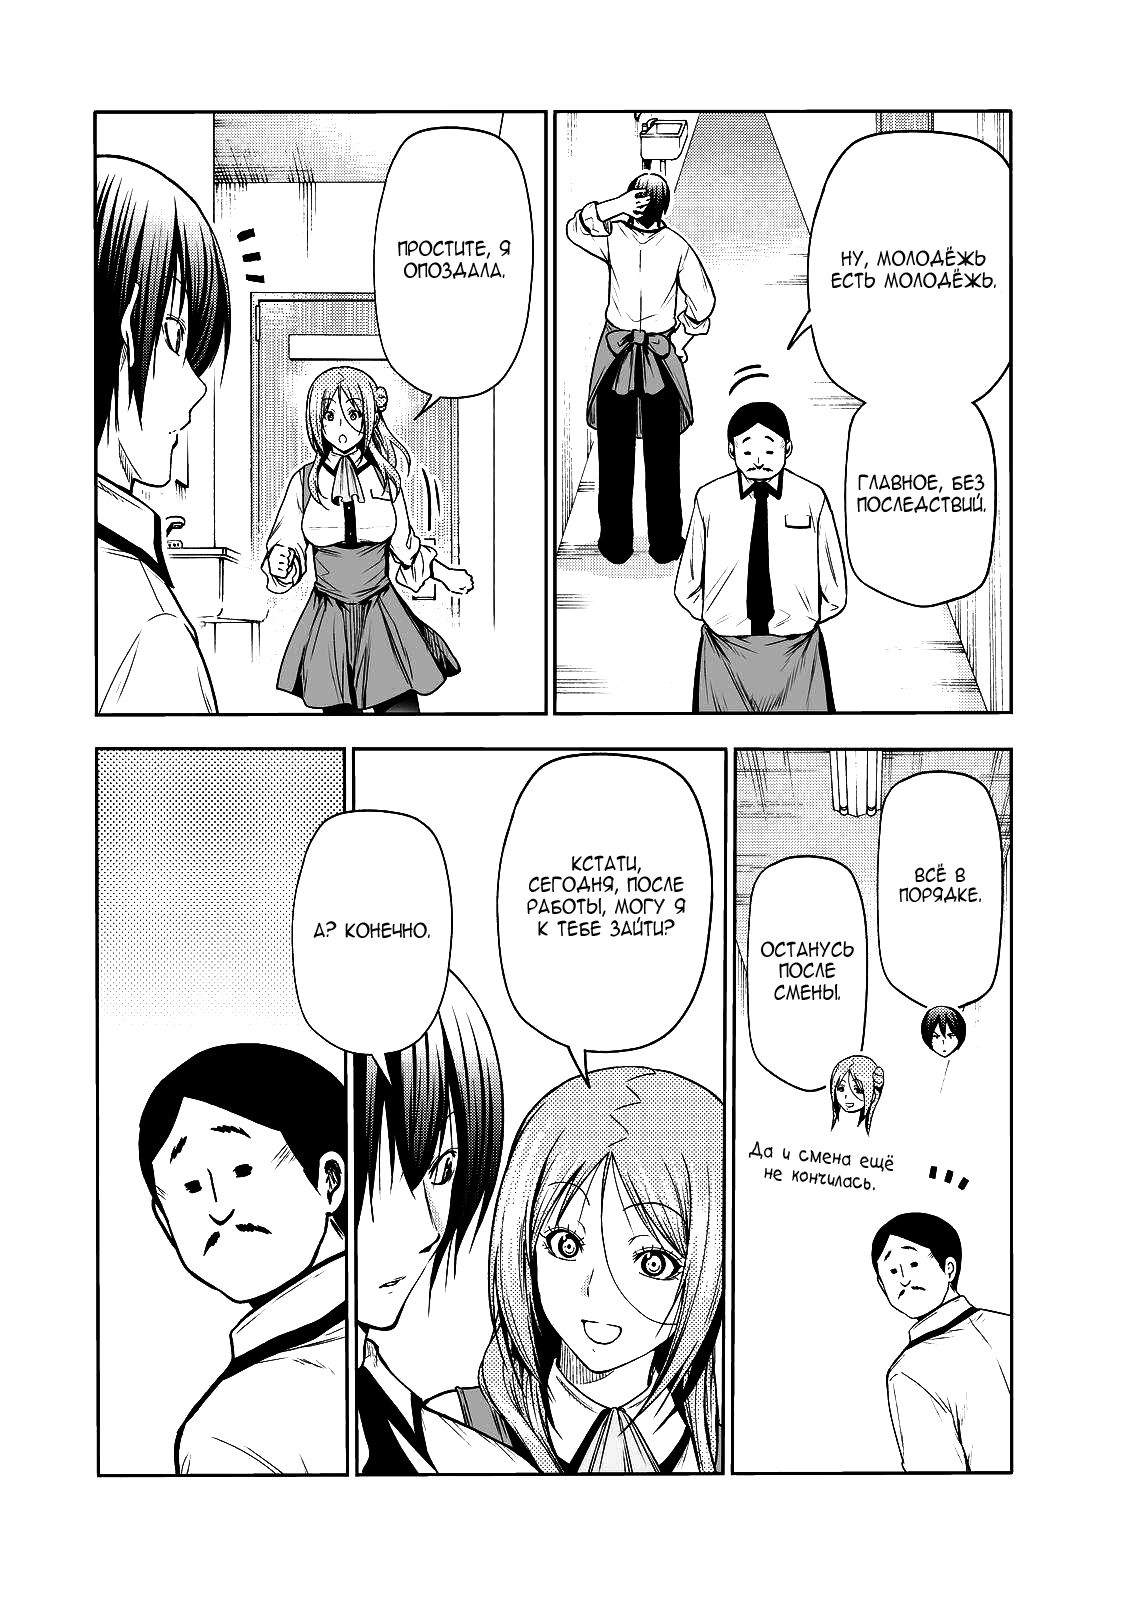 НУ, МОЛОДЁЖЬ
ЕСТЬ МОЛОДЁЖЬ.
ГЛАВНОЕ, БЕЗ
ПОСЛЕДСТВИЙ.
ПРОСТИТЕ, Я
ОПОЗДАЛА.
ВСЁ В
ПОРЯДКЕ.
ОСТАНУСЬ
ПОСЛЕ
СМЕНЫ.
Да и смена ещё
не кончилась.
КСТАТИ,
СЕГОДНЯ, ПОСЛЕ
РАБОТЫ, МОГУ Я
К ТЕБЕ ЗАЙТИ?
А? КОНЕЧНО.